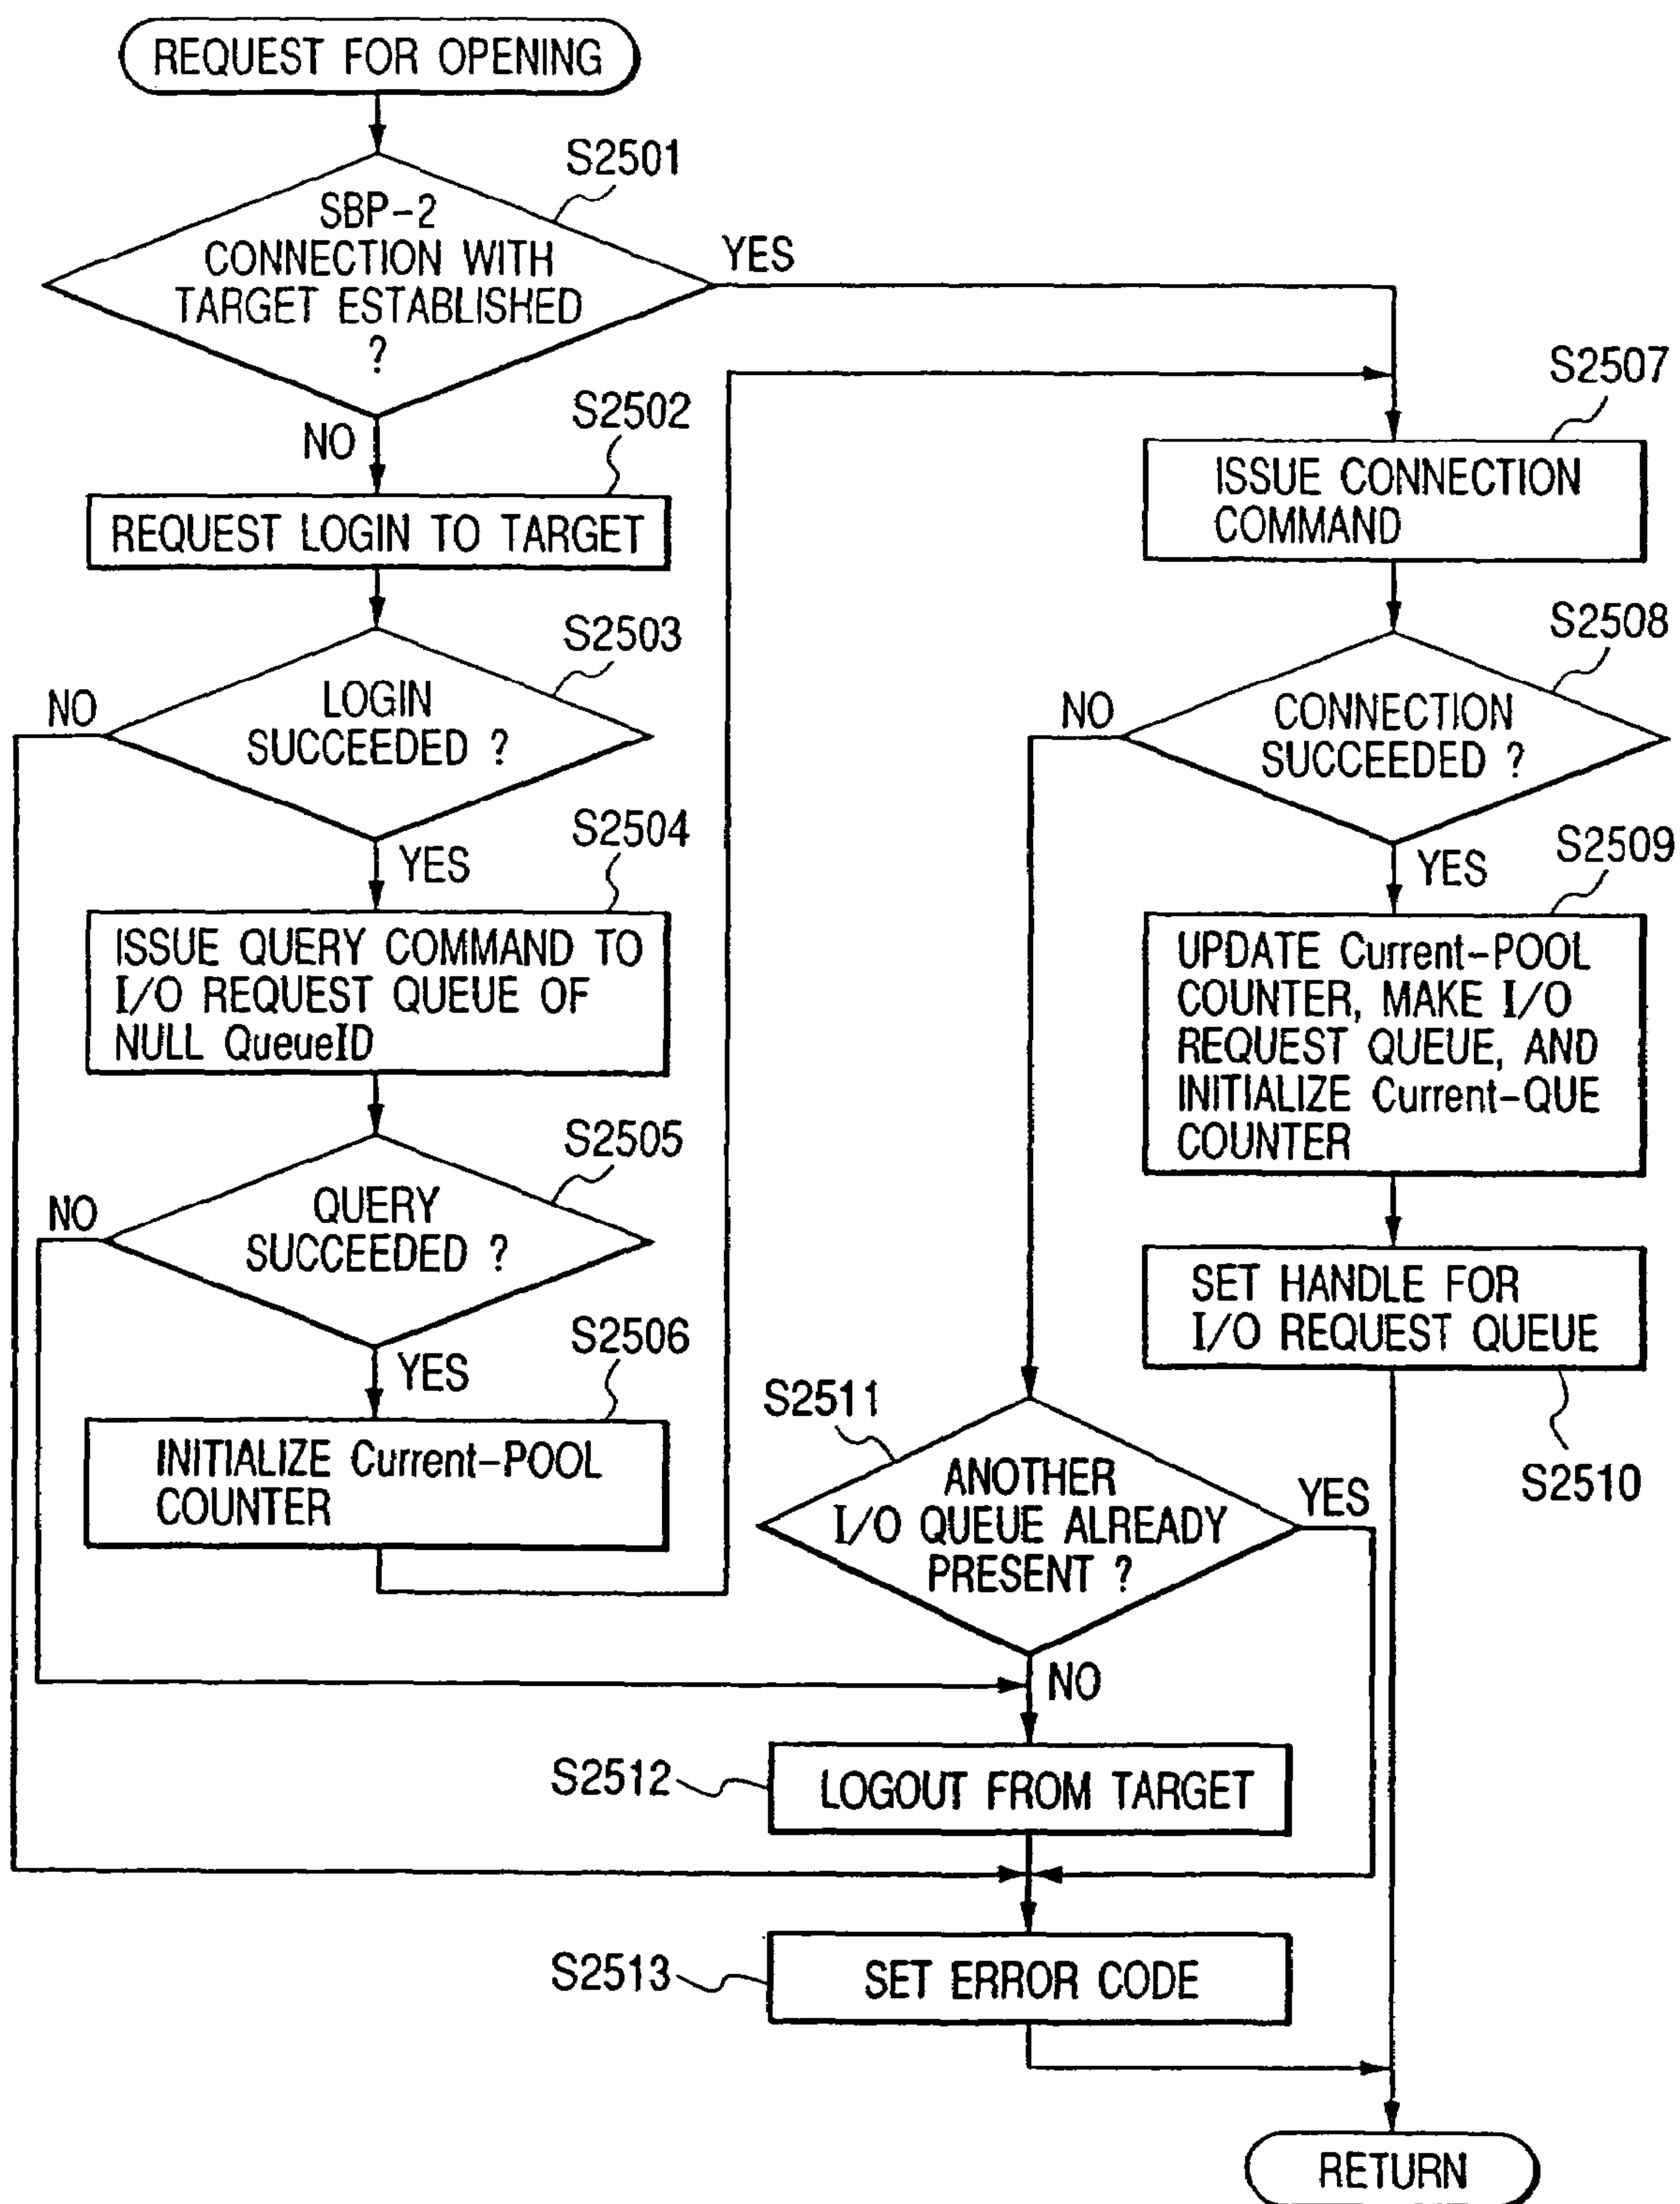 REQUEST FOR OPENING
S2501
SBP-2
CONNECTION WITH
TARGET ESTABLISHED
?
YES
NO
S2502
REQUEST LOGIN TO TARGET
S2503
LOGIN
SUCCEEDED ?
NO
YES
S2504
ISSUE QUERY COMMAND TO
I/O REQUEST QUEUE OF
NULL QueueID
S2505
QUERY
SUCCEEDED ?
NO
YES
S2506
INITIALIZE Current-POOL
COUNTER
S2507
ISSUE CONNECTION
COMMAND
S2508
CONNECTION
SUCCEEDED ?
NO
YES
S2509
UPDATE Current-POOL
COUNTER, MAKE I/O
REQUEST QUEUE, AND
INITIALIZE Current-QUE
COUNTER
SET HANDLE FOR
I/O REQUEST QUEUE
S2510
S2511
ANOTHER
I/O QUEUE ALREADY
PRESENT ?
YES
NO
S2512
LOGOUT FROM TARGET
S2513
SET ERROR CODE
RETURN